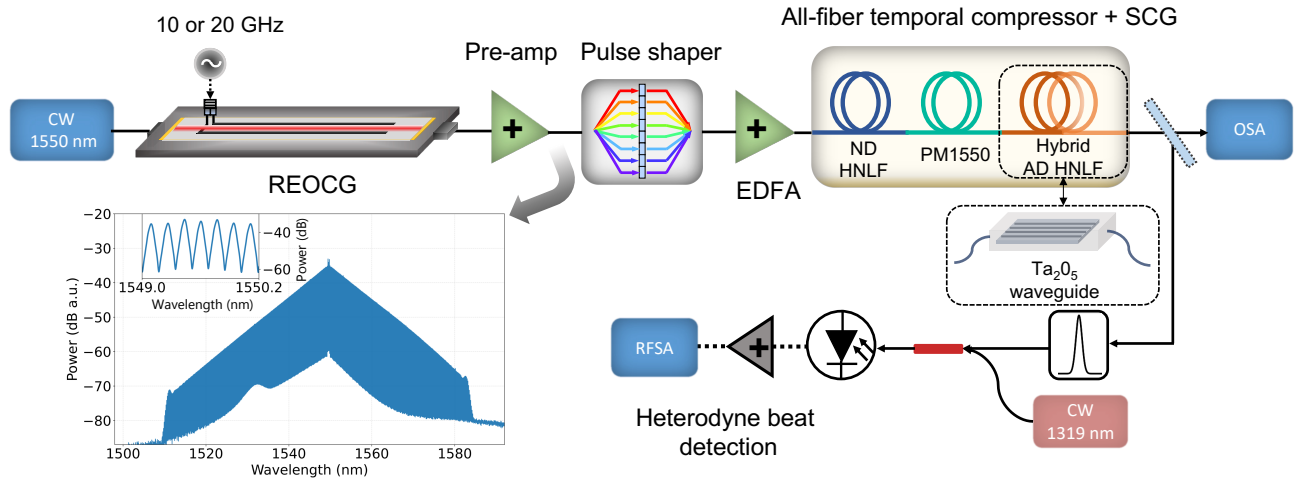 All-fiber temporal compressor + SCG
10 or 20 GHz
Pre-amp
Pulse shaper
CW
1550 nm
REOCG
EDFA
ND
HNLF
PM1550
Hybrid
AD HNLF
OSA
Ta₂0₅
waveguide
RFSA
CW
1319 nm
Heterodyne beat
detection
−20
−30
−40
−50
−60
−70
−80
Power (dB a.u.)
1500
1520
1540
1560
1580
Wavelength (nm)
−40
−60
Power (dB)
1549.0
1550.2
Wavelength (nm)